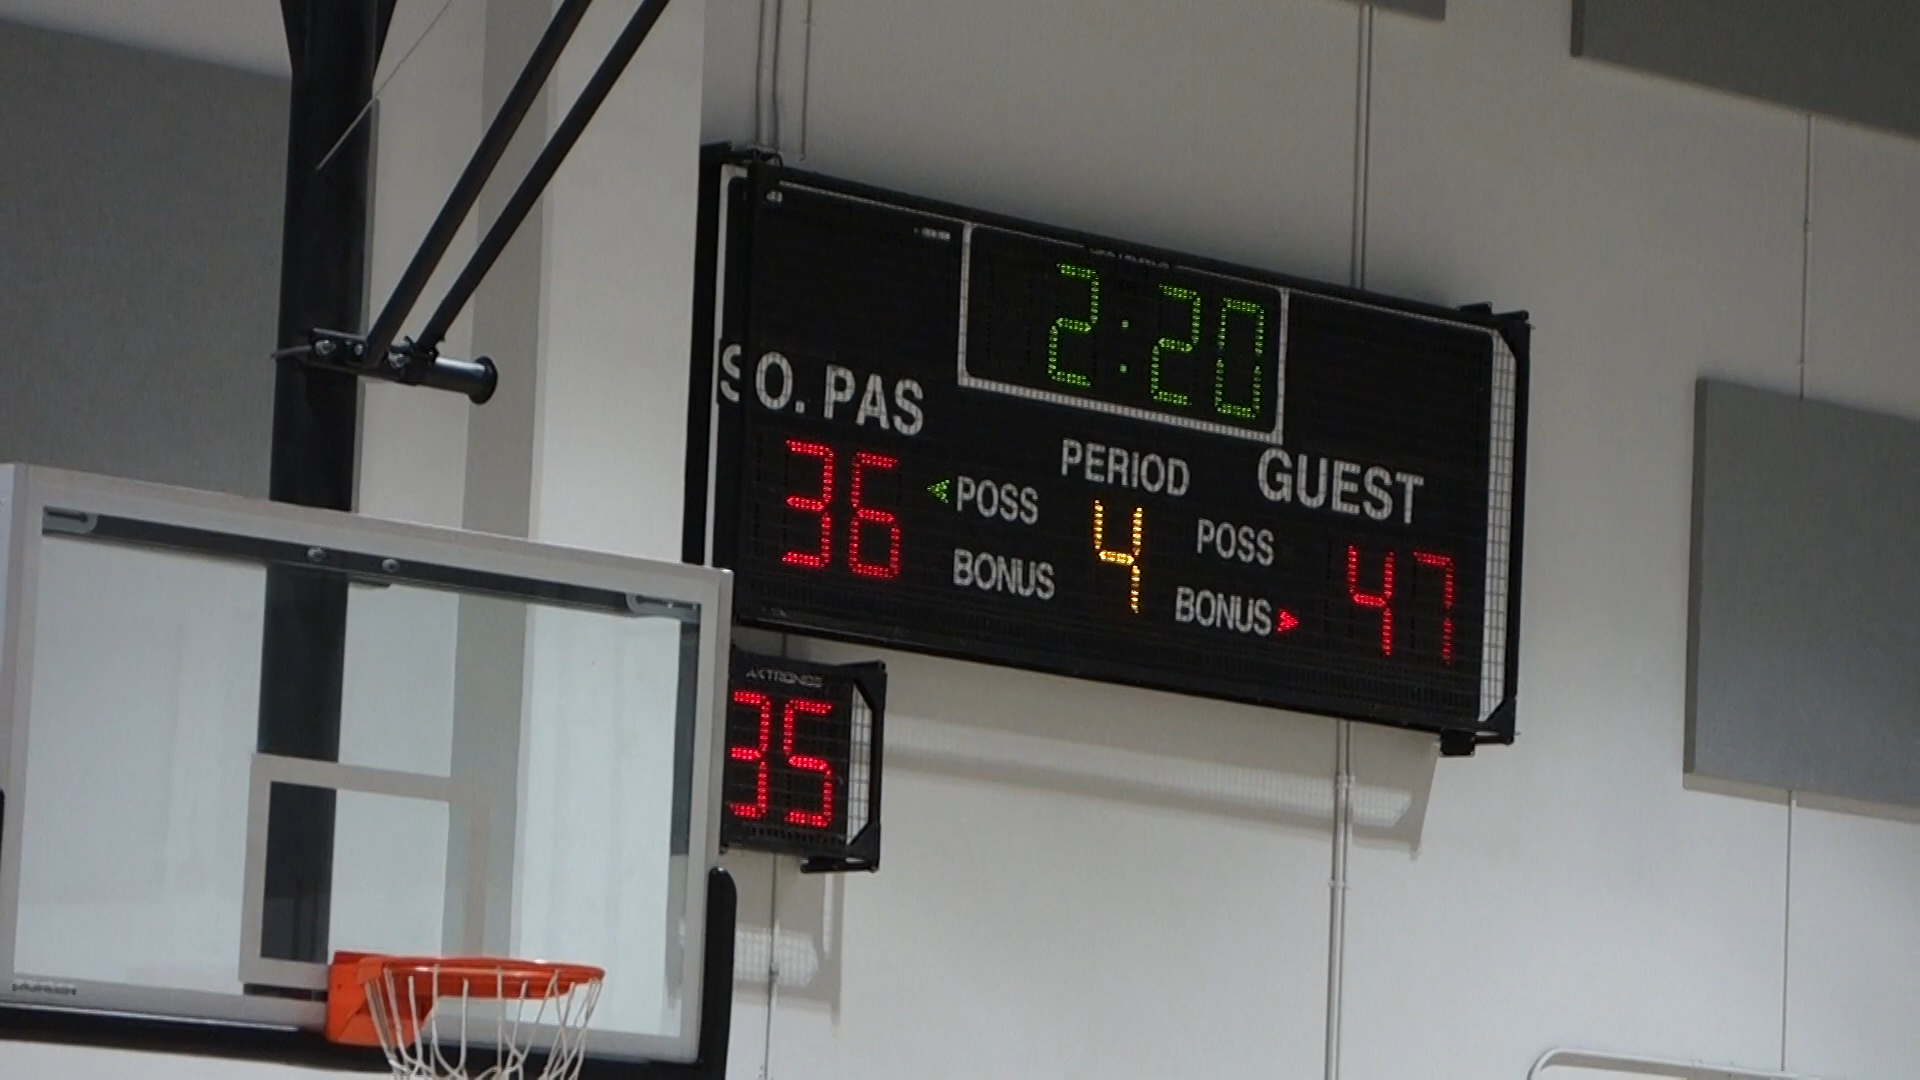 2:20
SO. PAS
PERIOD
GUEST
36
POSS
4
POSS
47
BONUS
BONUS
35